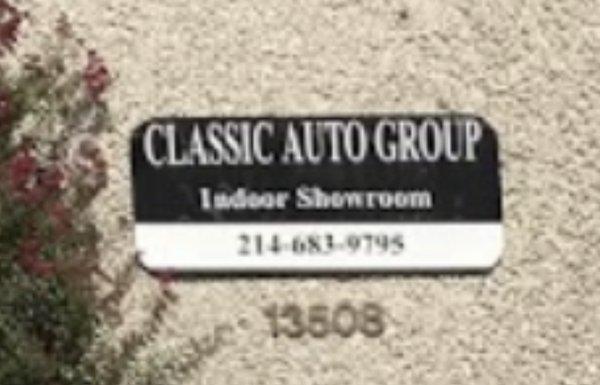 CLASSIC AUTO GROUP
Indoor Showroom
214-683-9795
13508